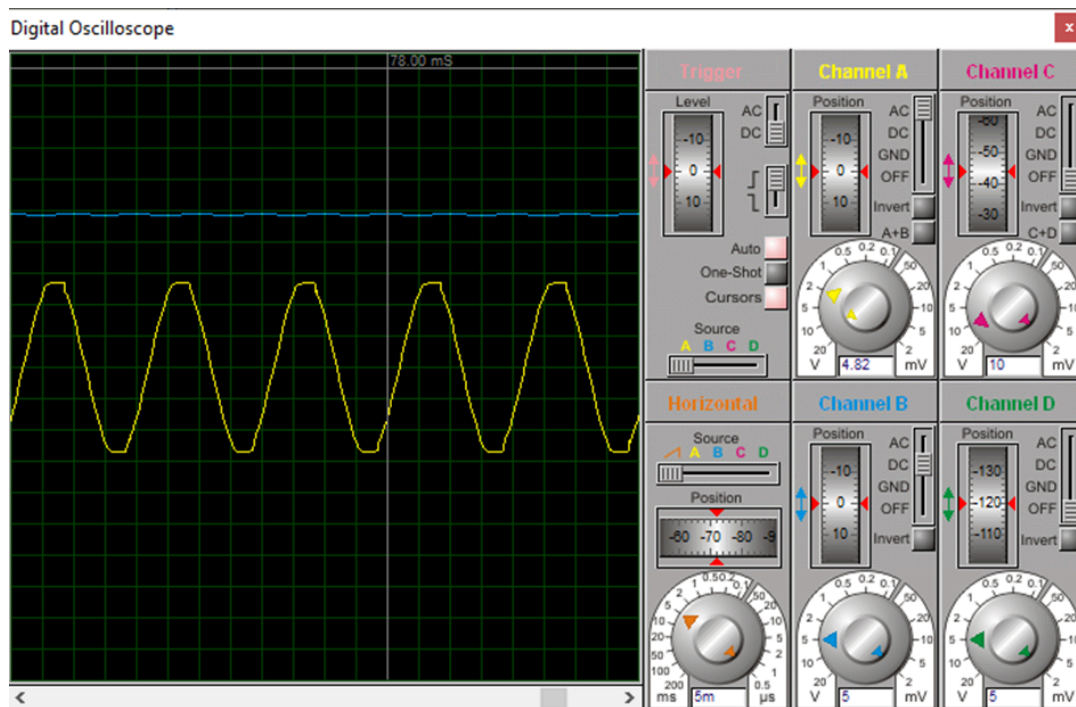 Digital Oscilloscope
x
78.00 mS
Trigger
Level
AC
DC
-10
0
10
Auto
One-Shot
Cursors
Source
A B C D
Channel A
Position
AC
DC
GND
OFF
-10
0
10
Invert
A+B
0.5 0.2 0.1
1 50
2 20
5 10
10 5
20 2
V 4.82 mV
Channel C
Position
AC
DC
GND
OFF
-60
-50
-40
-30
Invert
C+D
0.5 0.2 0.1
1 50
2 20
5 10
10 5
20 2
V 10 mV
Horizontal
Source
A B C D
Position
-60 -70 -80 -9
1 0.5 0.2 0.1
2 50
5 20
10 10
20 5
50 2
100 1
200 0.5
ms 5m µs
Channel B
Position
AC
DC
GND
OFF
-10
0
10
Invert
0.5 0.2 0.1
1 50
2 20
5 10
10 5
20 2
V 5 mV
Channel D
Position
AC
DC
GND
OFF
-130
-120
-110
Invert
0.5 0.2 0.1
1 50
2 20
5 10
10 5
20 2
V 5 mV